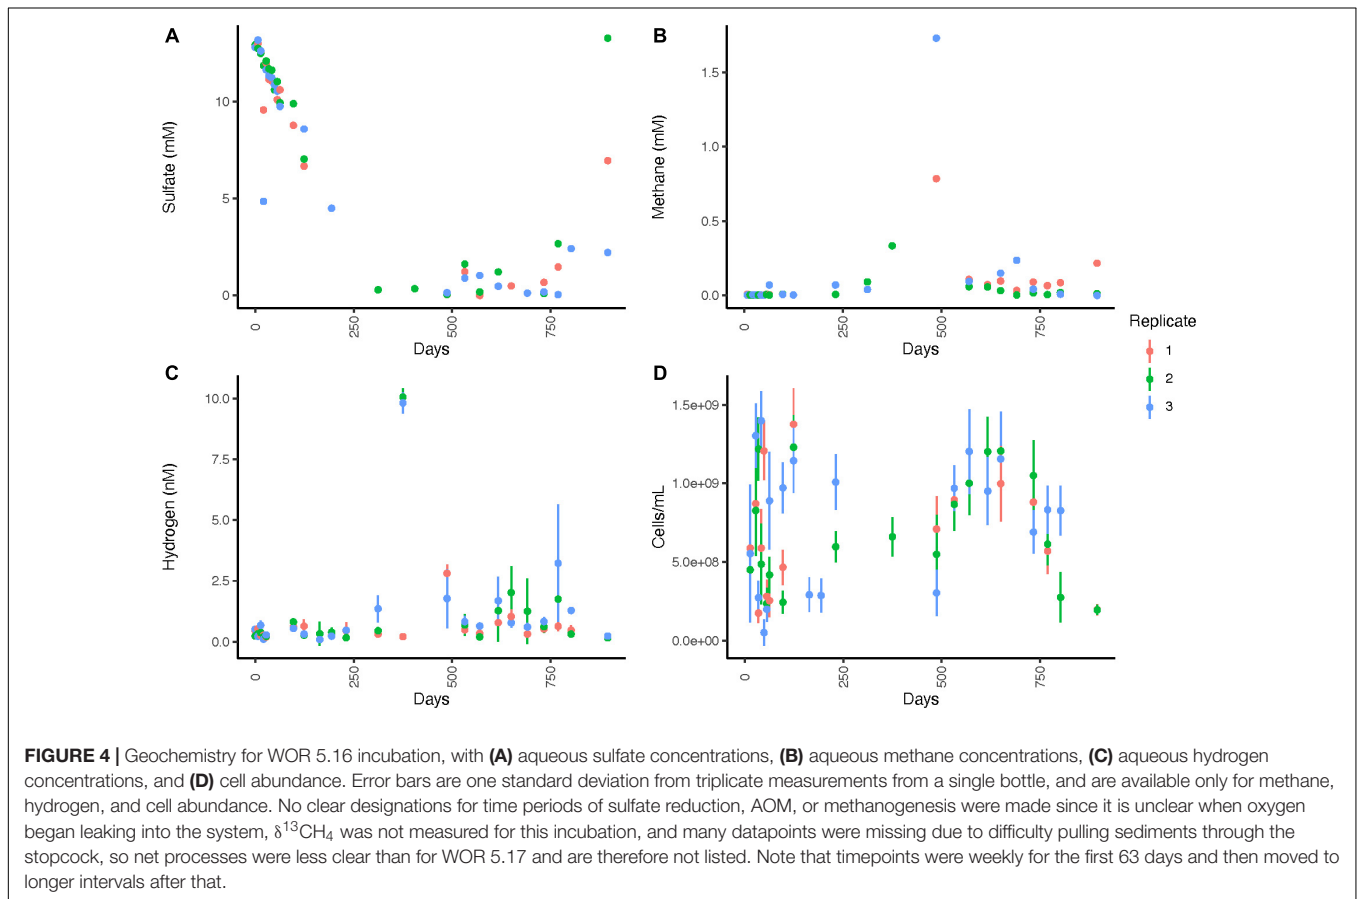 A
Sulfate (mM)
10
5
0
0
250
500
750
Days
B
Methane (mM)
1.5
1.0
0.5
0.0
0
250
500
750
Days
C
Hydrogen (nM)
10.0
7.5
5.0
2.5
0.0
0
250
500
750
Days
D
Cells/mL
1.5e+09
1.0e+09
5.0e+08
0.0e+00
0
250
500
750
Days
Replicate
1
2
3
FIGURE 4 | Geochemistry for WOR 5.16 incubation, with (A) aqueous sulfate concentrations, (B) aqueous methane concentrations, (C) aqueous hydrogen
concentrations, and (D) cell abundance. Error bars are one standard deviation from triplicate measurements from a single bottle, and are available only for methane,
hydrogen, and cell abundance. No clear designations for time periods of sulfate reduction, AOM, or methanogenesis were made since it is unclear when oxygen
began leaking into the system, δ¹³CH₄ was not measured for this incubation, and many datapoints were missing due to difficulty pulling sediments through the
stopcock, so net processes were less clear than for WOR 5.17 and are therefore not listed. Note that timepoints were weekly for the first 63 days and then moved to
longer intervals after that.